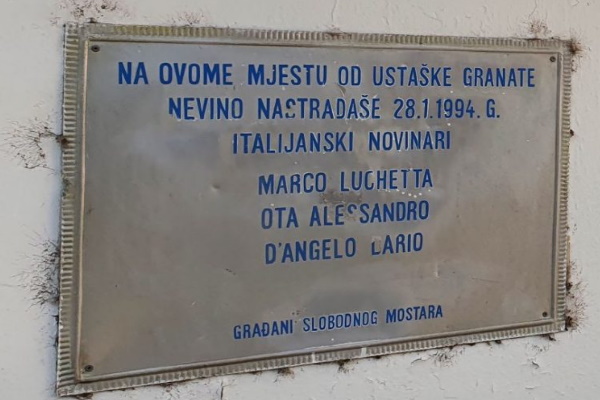 NA OVOME MJESTU OD USTAŠKE GRANATE
NEVINO NASTRADAŠE 28.1.1994. G.
ITALIJANSKI NOVINARI
MARCO LUCHETTA
OTA ALESSANDRO
D'ANGELO DARIO
GRAĐANI SLOBODNOG MOSTARA